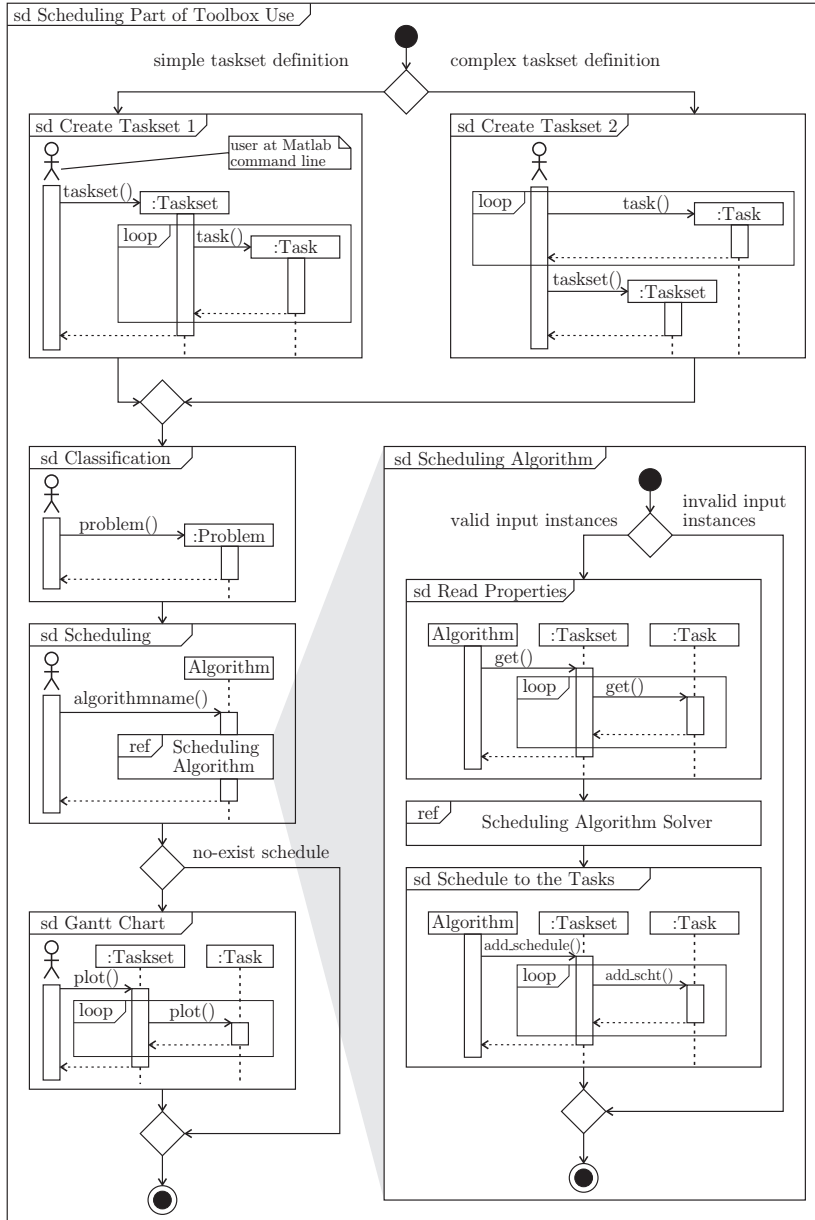 sd Scheduling Part of Toolbox Use
simple taskset definition
complex taskset definition
sd Create Taskset 1
user at Matlab
command line
taskset()
:Taskset
loop
task()
:Task
sd Create Taskset 2
loop
task()
:Task
taskset()
:Taskset
sd Classification
problem()
:Problem
sd Scheduling
Algorithm
algorithmname()
ref
Scheduling
Algorithm
no-exist schedule
sd Gantt Chart
:Taskset
:Task
plot()
loop
plot()
sd Scheduling Algorithm
valid input instances
invalid input
instances
sd Read Properties
Algorithm
:Taskset
:Task
get()
loop
get()
ref
Scheduling Algorithm Solver
sd Schedule to the Tasks
Algorithm
:Taskset
:Task
add_schedule()
loop
add_scht()